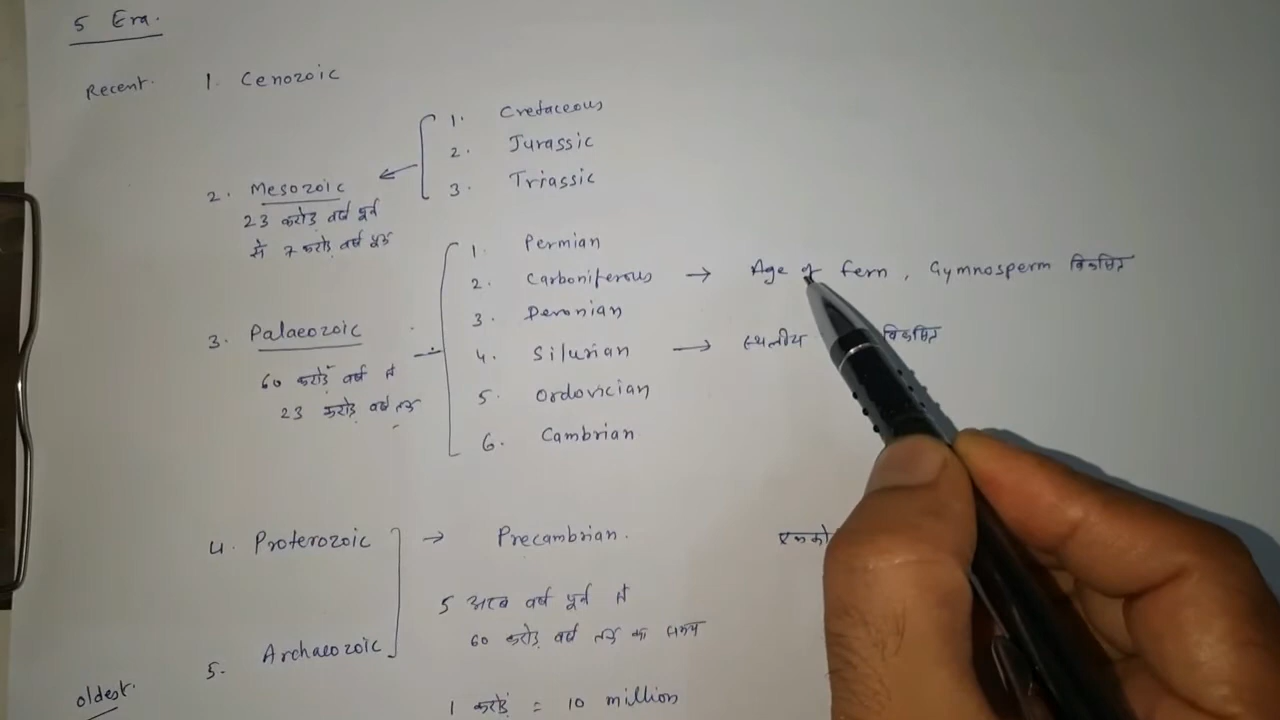 5 Era.
Recent. 1. Cenozoic
1. Cretaceous
2. Jurassic
3. Triassic
2. Mesozoic
23 करोड़ वर्ष पूर्व
से 7 करोड़ वर्ष पूर्व
1. Permian
2. Carboniferous → Age of Fern, Gymnosperm विकसित
3. Devonian
4. Silurian → स्थलीय विकसित
5. Ordovician
6. Cambrian
3. Palaeozoic
60 करोड़ वर्ष से
23 करोड़ वर्ष तक
4. Proterozoic → Precambrian.
5 अरब वर्ष पूर्व से
60 करोड़ वर्ष तक का समय
5. Archaeozoic
oldest.
1 करोड़ = 10 million